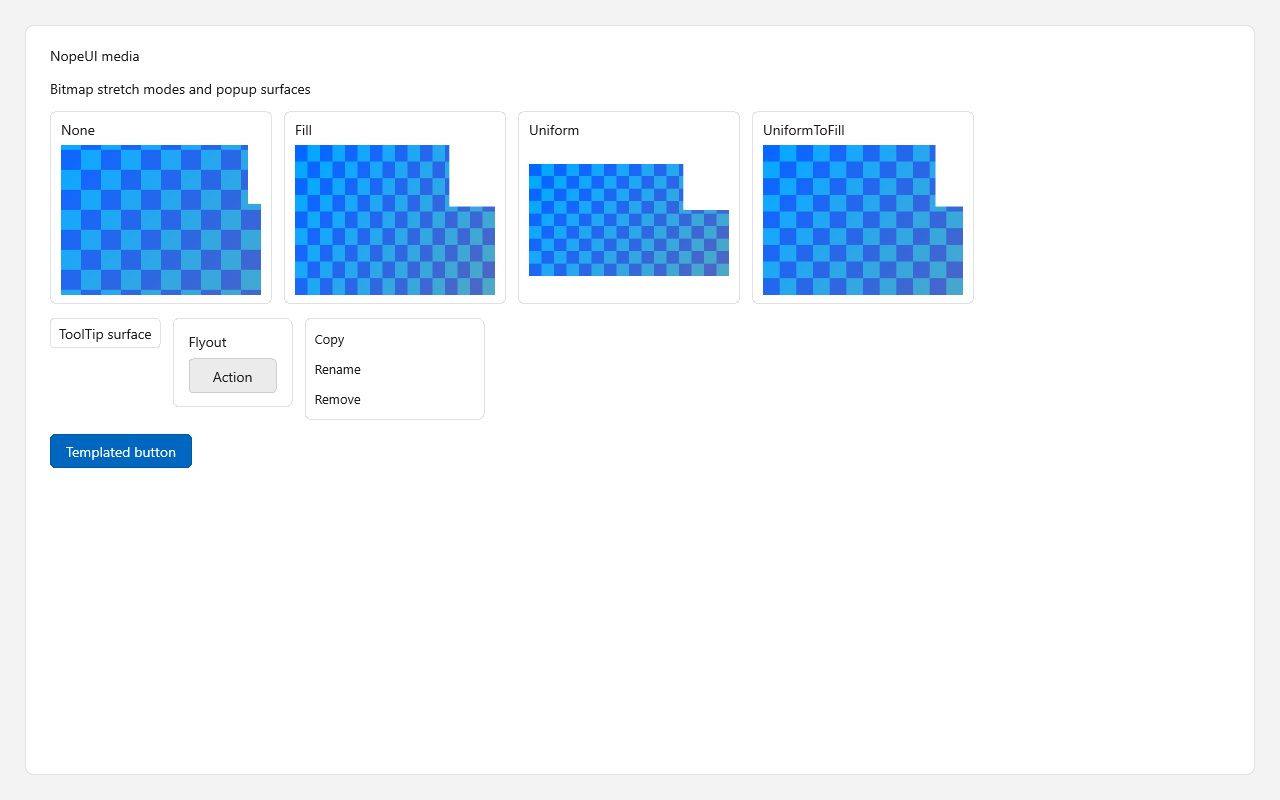 NopeUI media
Bitmap stretch modes and popup surfaces
None
Fill
Uniform
UniformToFill
ToolTip surface
Flyout
Action
Copy
Rename
Remove
Templated button